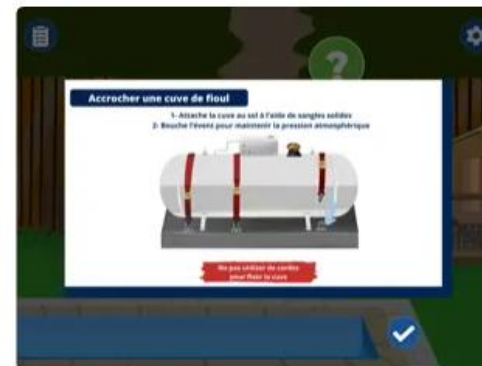 ?
Accrocher une cuve de fioul
1- Attache la cuve au sol à l'aide de sangles solides
2- Bouche l'évent pour maintenir la pression atmosphérique
Ne pas utiliser de cordes
pour fixer la cuve